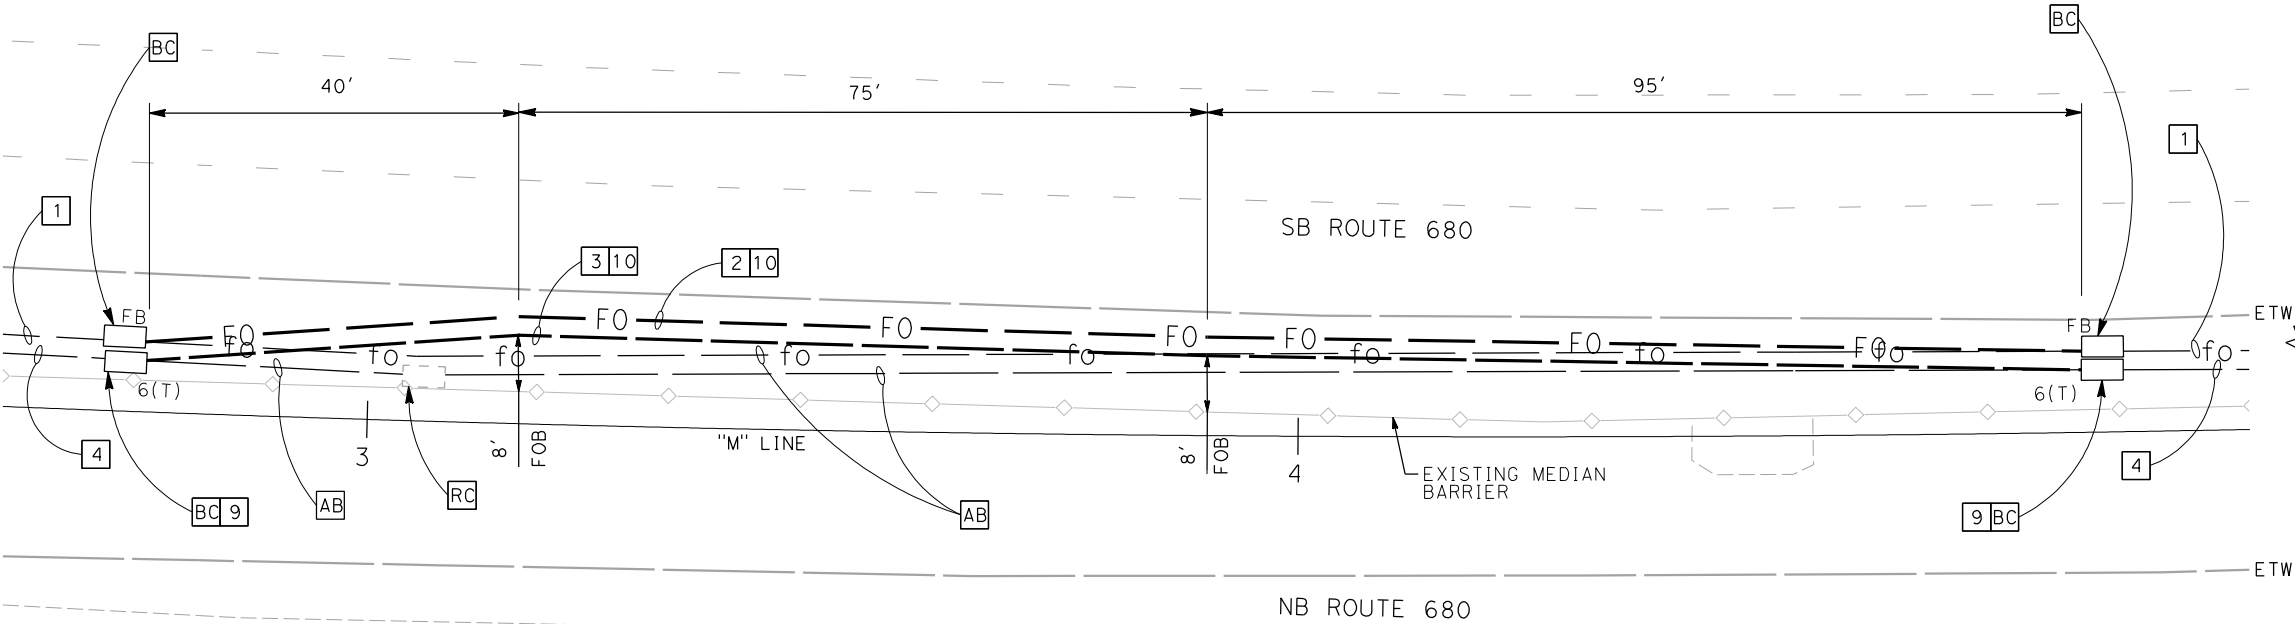 BC
BC
40'
75'
95'
1
1
SB ROUTE 680
3 10
2 10
ETW
FB
FO
FO
FO
FO
FO
FO
FO
FB
fo
fo
fo
fo
fo
fo
fo
fo
fo
6(T)
6(T)
"M" LINE
8'
FOB
8'
FOB
3
4
4
4
EXISTING MEDIAN
BARRIER
BC 9
AB
RC
AB
9 BC
ETW
NB ROUTE 680